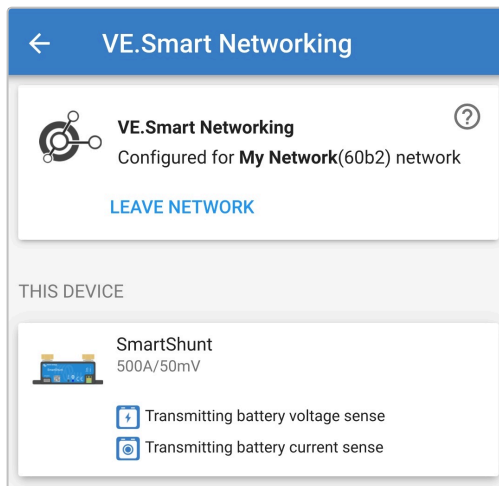 VE.Smart Networking
VE.Smart Networking
Configured for My Network(60b2) network
LEAVE NETWORK
THIS DEVICE
SmartShunt
500A/50mV
Transmitting battery voltage sense
Transmitting battery current sense